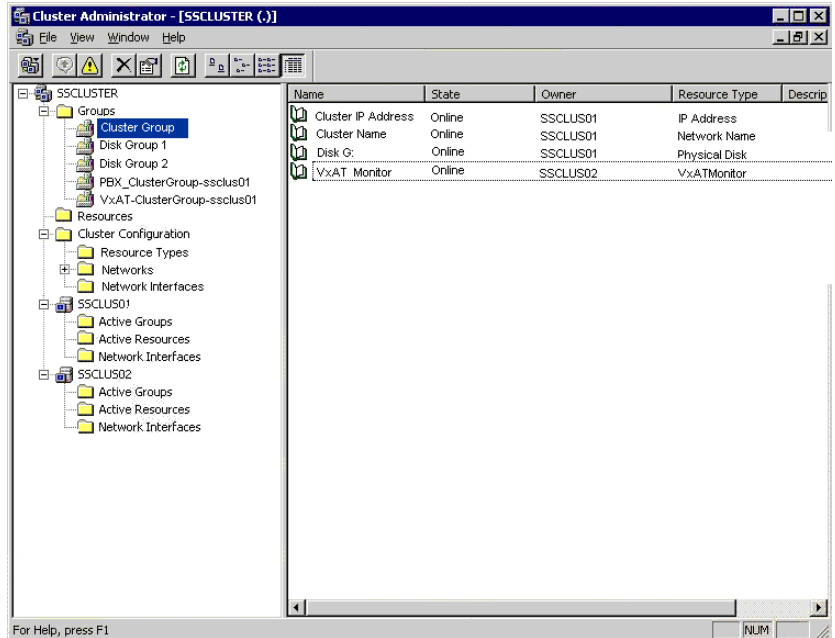 Cluster Administrator - [SSCLUSTER (.)]
File View Window Help
SSCLUSTER
Groups
Cluster Group
Disk Group 1
Disk Group 2
PBX_ClusterGroup-ssclus01
VxAT-ClusterGroup-ssclus01
Resources
Cluster Configuration
Resource Types
Networks
Network Interfaces
SSCLUS01
Active Groups
Active Resources
Network Interfaces
SSCLUS02
Active Groups
Active Resources
Network Interfaces
Name State Owner Resource Type Descrip
Cluster IP Address Online SSCLUS01 IP Address
Cluster Name Online SSCLUS01 Network Name
Disk G: Online SSCLUS01 Physical Disk
VxAT Monitor Online SSCLUS02 VxATMonitor
For Help, press F1
NUM